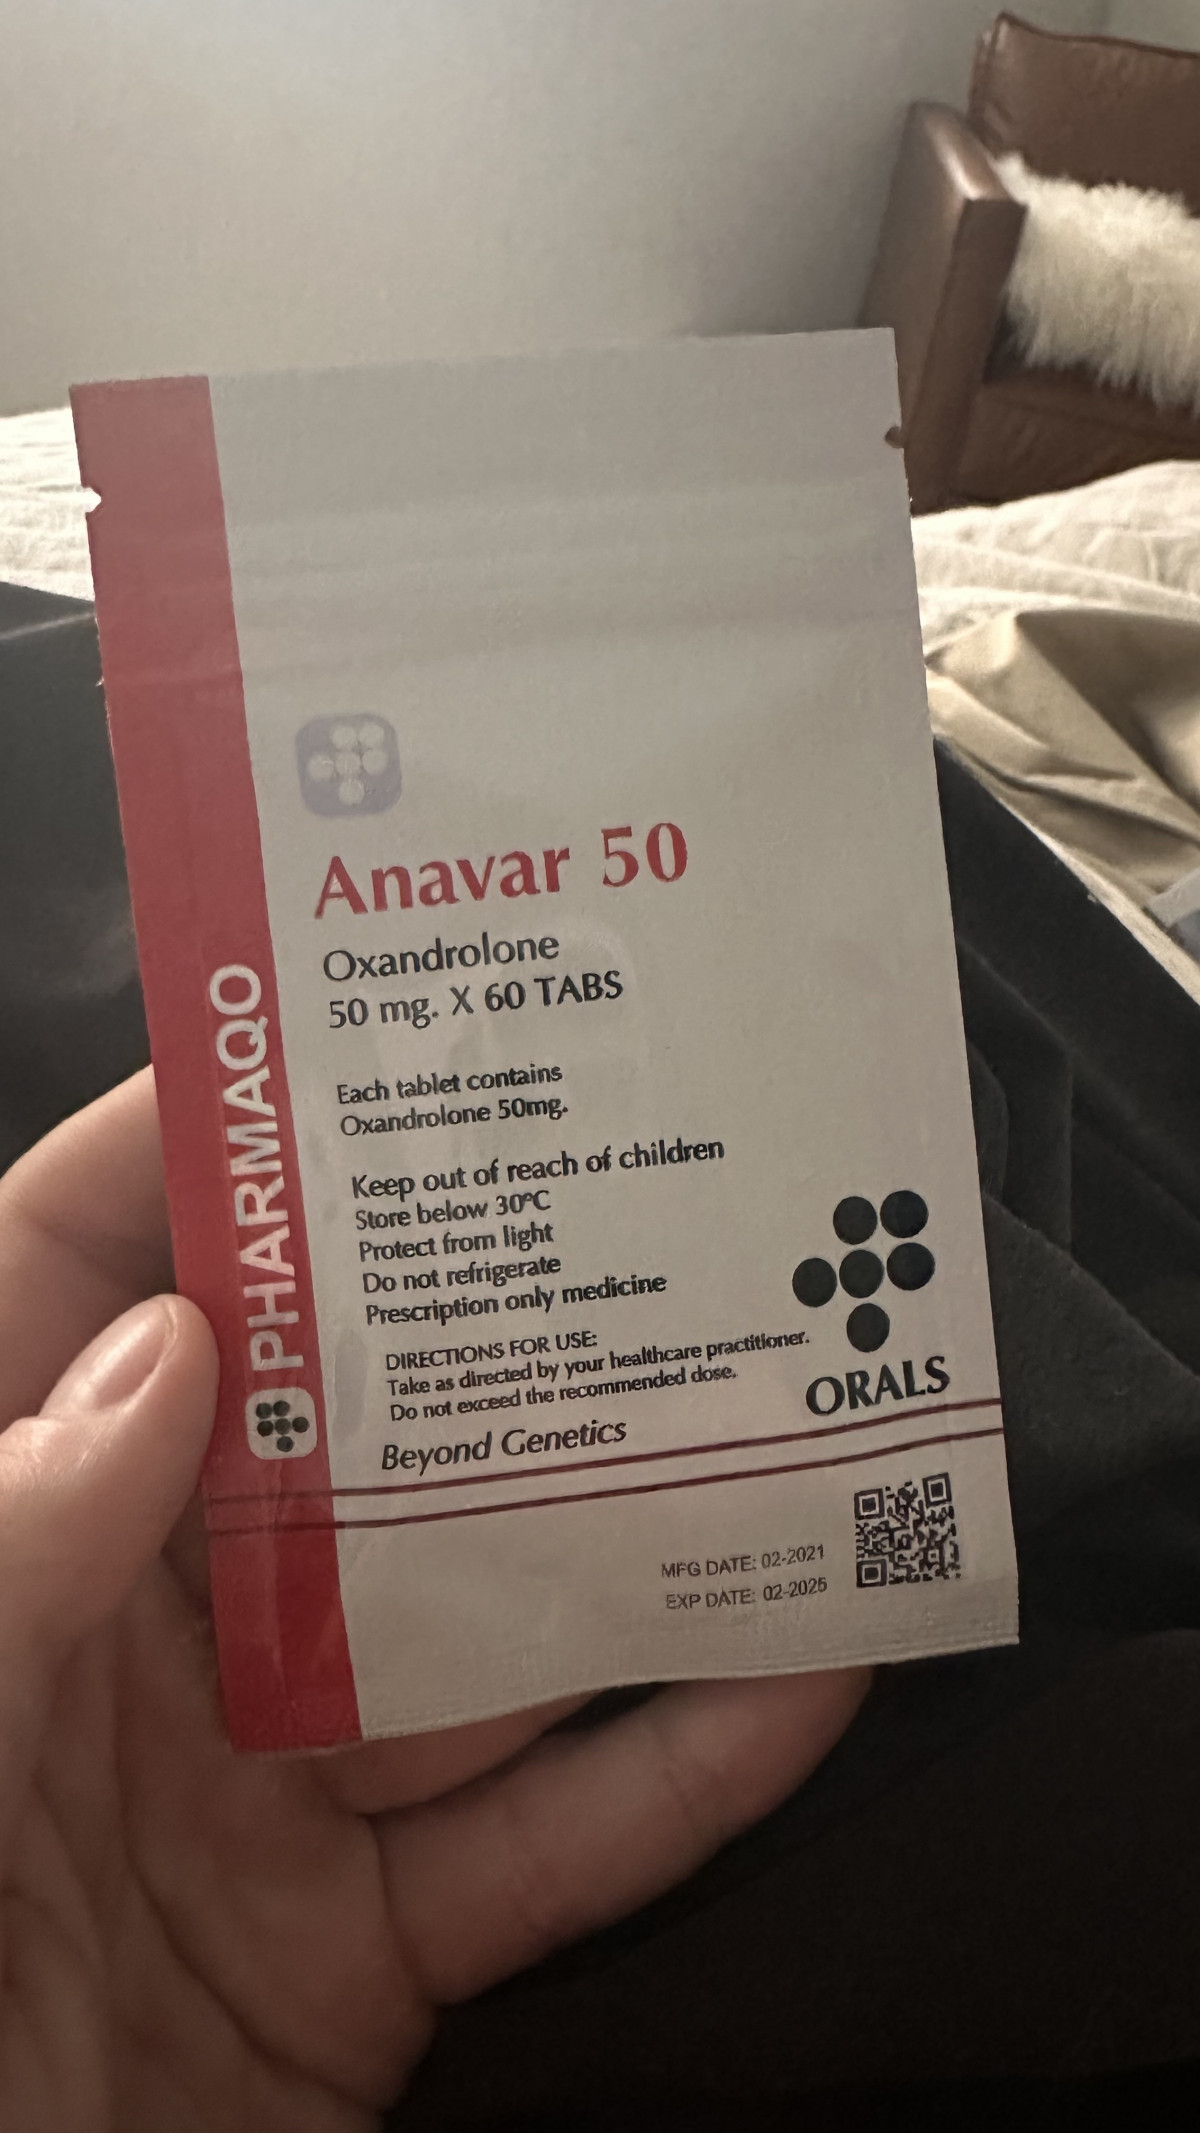 PHARMAQO
Anavar 50
Oxandrolone
50 mg. X 60 TABS
Each tablet contains
Oxandrolone 50mg.
Keep out of reach of children
Store below 30ºC
Protect from light
Do not refrigerate
Prescription only medicine
DIRECTIONS FOR USE:
Take as directed by your healthcare practitioner.
Do not exceed the recommended dose.
Beyond Genetics
ORALS
MFG DATE: 02-2021
EXP DATE: 02-2025